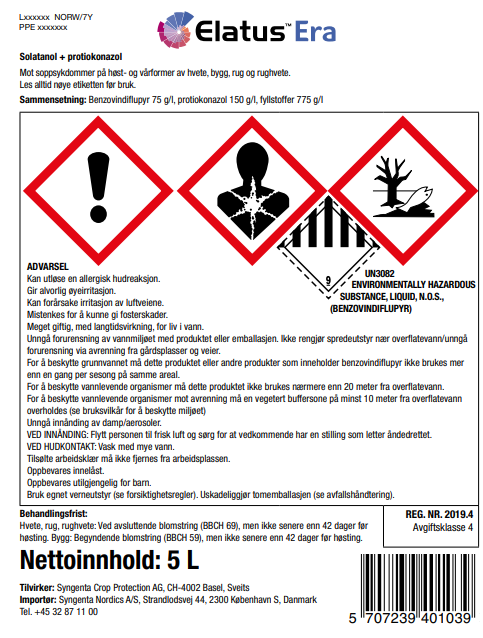 Lxxxxxx NORW/7Y
PPE xxxxxxx
Elatus™ Era
Solatanol + protiokonazol
Mot soppsykdommer på høst- og vårformer av hvete, bygg, rug og rughvete.
Les alltid nøye etiketten før bruk.
Sammensetning: Benzovindiflupyr 75 g/l, protiokonazol 150 g/l, fyllstoffer 775 g/l
9
UN3082
ENVIRONMENTALLY HAZARDOUS
SUBSTANCE, LIQUID, N.O.S.,
(BENZOVINDIFLUPYR)
ADVARSEL
Kan utløse en allergisk hudreaksjon.
Gir alvorlig øyeirritasjon.
Kan forårsake irritasjon av luftveiene.
Mistenkes for å kunne gi fosterskader.
Meget giftig, med langtidsvirkning, for liv i vann.
Unngå forurensning av vannmiljøet med produktet eller emballasjen. Ikke rengjør spredeutstyr nær overflatevann/unngå
forurensning via avrenning fra gårdsplasser og veier.
For å beskytte grunnvannet må dette produktet eller andre produkter som inneholder benzovindiflupyr ikke brukes mer
enn en gang per sesong på samme areal.
For å beskytte vannlevende organismer må dette produktet ikke brukes nærmere enn 20 meter fra overflatevann.
For å beskytte vannlevende organismer mot avrenning må en vegetert buffersone på minst 10 meter fra overflatevann
overholdes (se bruksvilkår for å beskytte miljøet)
Unngå innånding av damp/aerosoler.
VED INNÅNDING: Flytt personen til frisk luft og sørg for at vedkommende har en stilling som letter åndedrettet.
VED HUDKONTAKT: Vask med mye vann.
Tilsølte arbeidsklær må ikke fjernes fra arbeidsplassen.
Oppbevares innelåst.
Oppbevares utilgjengelig for barn.
Bruk egnet verneutstyr (se forsiktighetsregler). Uskadeliggjør tomemballasjen (se avfallshåndtering).
Behandlingsfrist:
Hvete, rug, rughvete: Ved avsluttende blomstring (BBCH 69), men ikke senere enn 42 dager før
høsting. Bygg: Begyndende blomstring (BBCH 59), men ikke senere enn 42 dager før høsting.
REG. NR. 2019.4
Avgiftsklasse 4
Nettoinnhold: 5 L
Tilvirker: Syngenta Crop Protection AG, CH-4002 Basel, Sveits
Importør: Syngenta Nordics A/S, Strandlodsvej 44, 2300 København S, Danmark
Tel. +45 32 87 11 00
5 707239 401039